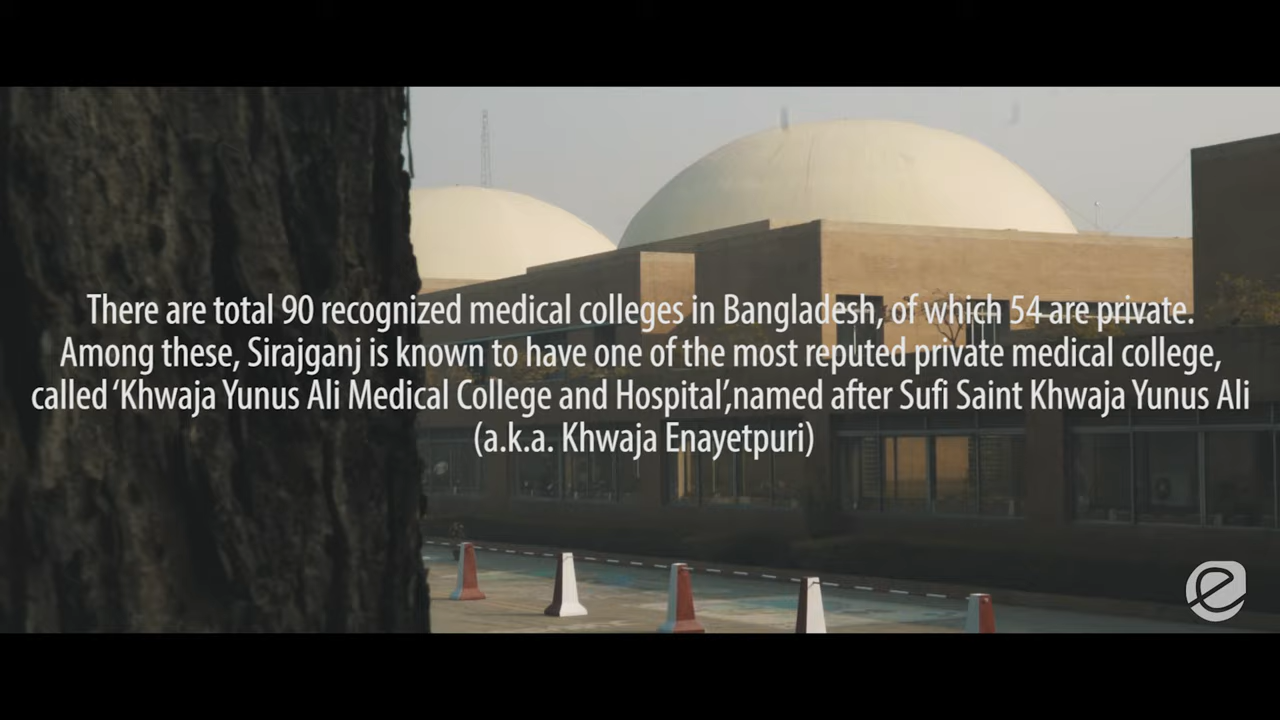 There are total 90 recognized medical colleges in Bangladesh, of which 54 are private.
Among these, Sirajganj is known to have one of the most reputed private medical college,
called ‘Khwaja Yunus Ali Medical College and Hospital’,named after Sufi Saint Khwaja Yunus Ali
(a.k.a. Khwaja Enayetpuri)
e